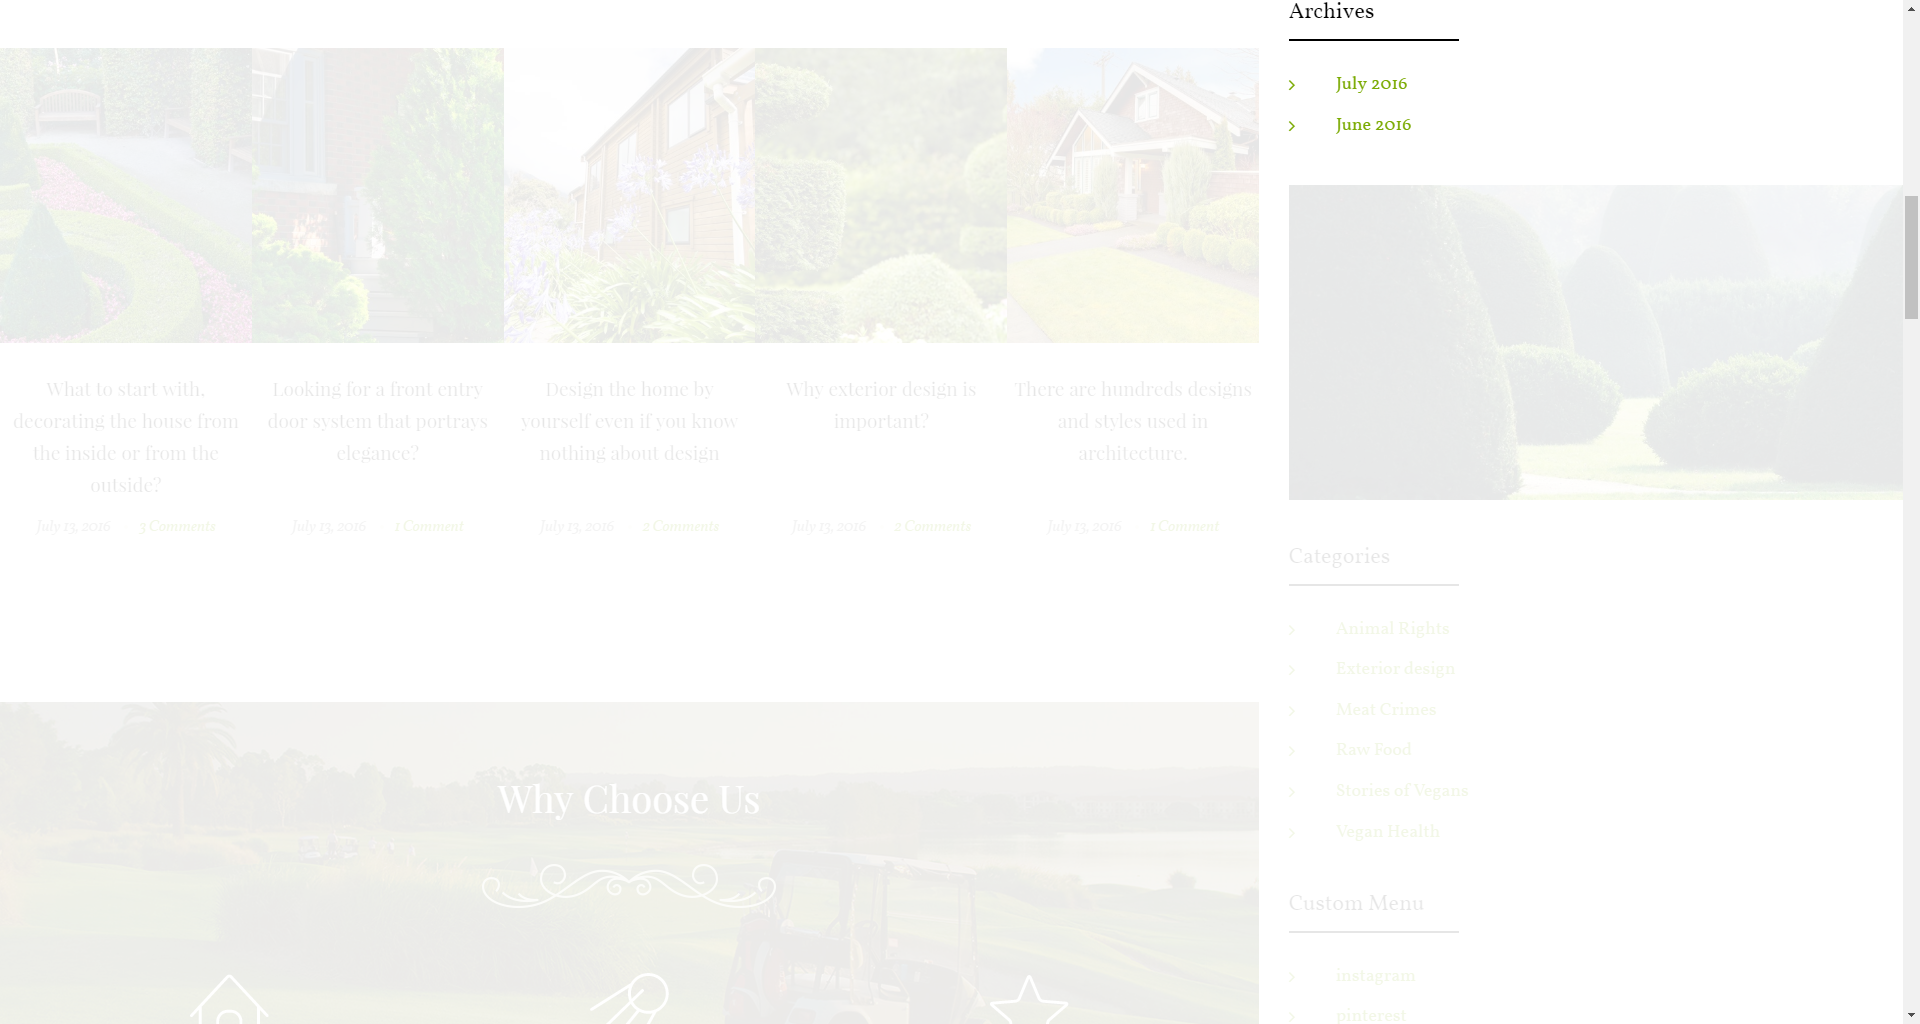 What to start with,
decorating the house from
the inside or from the
outside?
July 13, 2016 3 Comments
Looking for a front entry
door system that portrays
elegance?
July 13, 2016 1 Comment
Design the home by
yourself even if you know
nothing about design
July 13, 2016 2 Comments
Why exterior design is
important?
July 13, 2016 2 Comments
There are hundreds designs
and styles used in
architecture.
July 13, 2016 1 Comment
Why Choose Us
Archives
July 2016
June 2016
Categories
Animal Rights
Exterior design
Meat Crimes
Raw Food
Stories of Vegans
Vegan Health
Custom Menu
instagram
pinterest